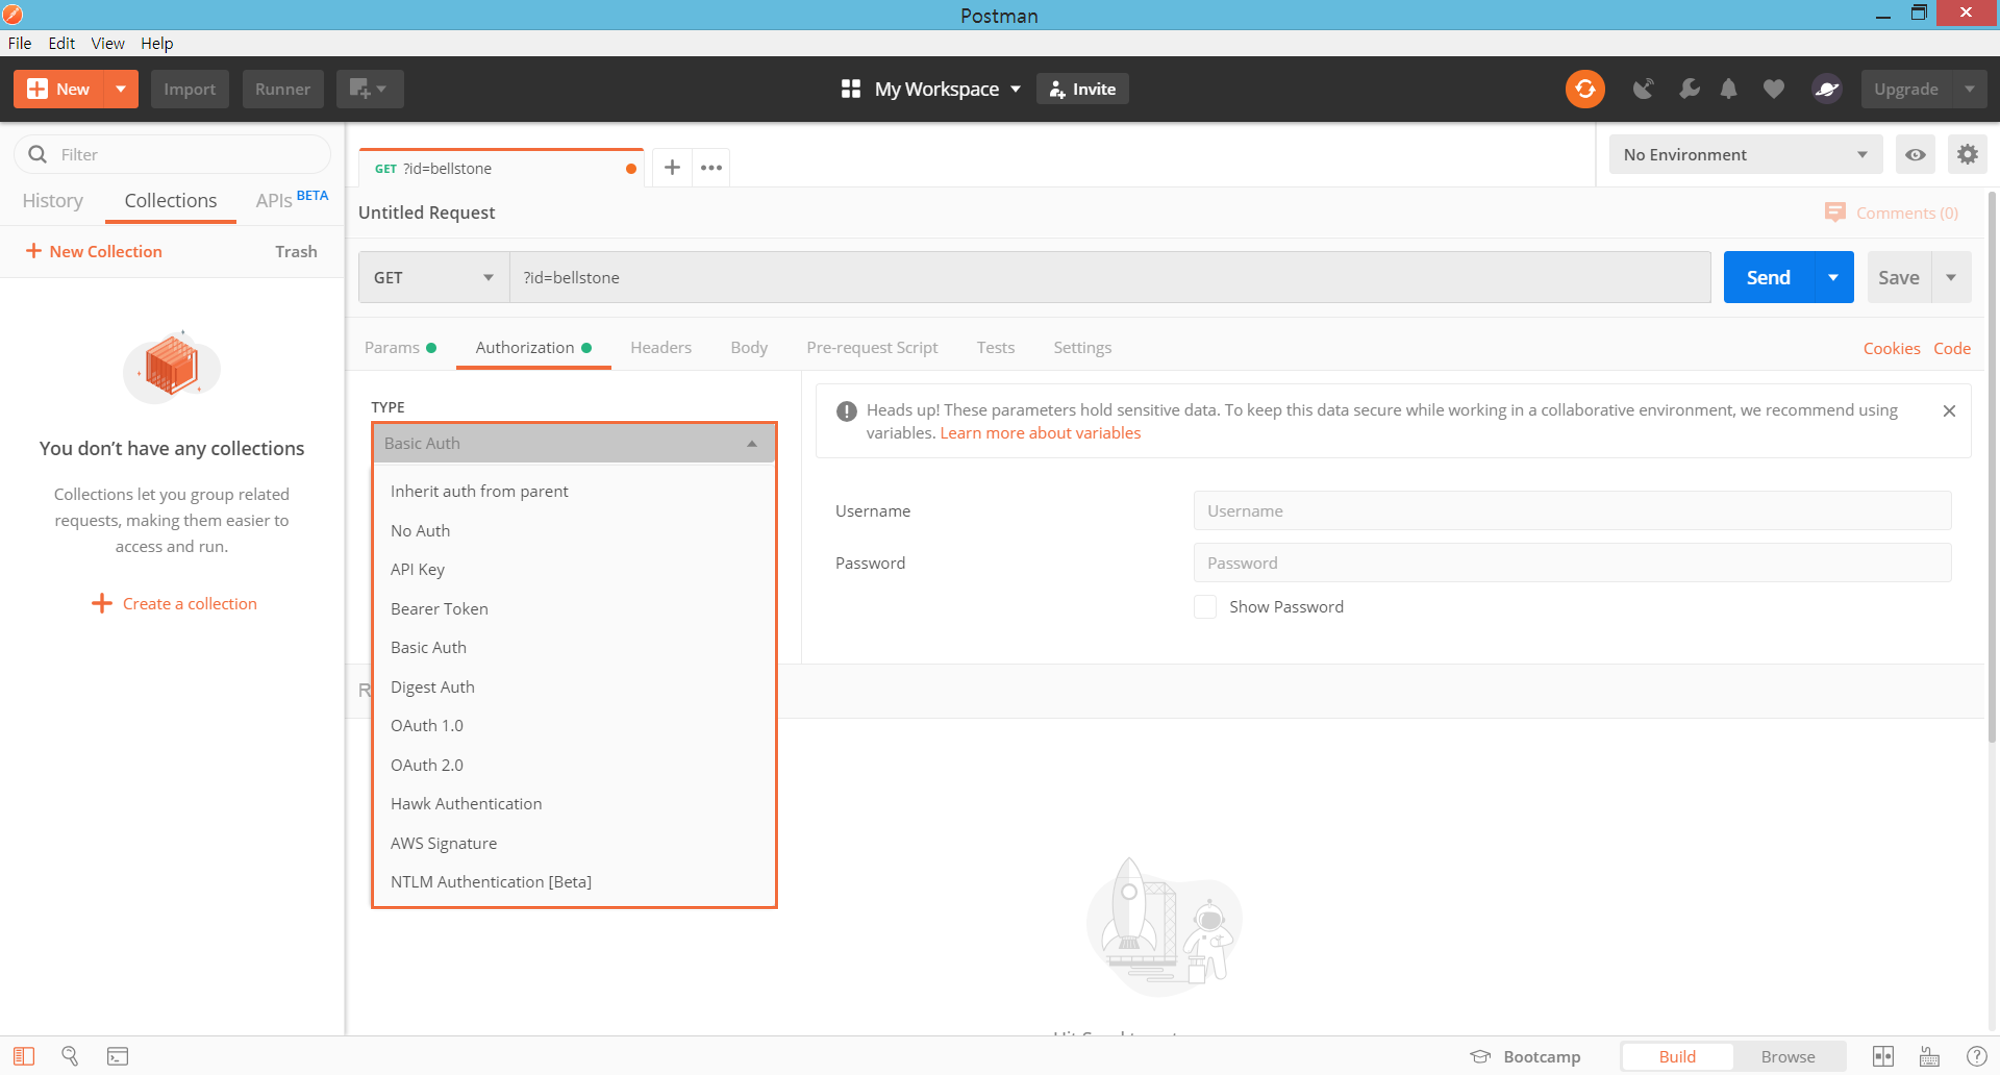 Postman
File Edit View Help
New Import Runner My Workspace Invite Upgrade
Filter
History Collections APIs BETA
New Collection Trash
You don’t have any collections
Collections let you group related
requests, making them easier to
access and run.
Create a collection
GET ?id=bellstone
No Environment
Untitled Request
Comments (0)
GET ?id=bellstone Send Save
Params Authorization Headers Body Pre-request Script Tests Settings Cookies Code
TYPE
Basic Auth
Inherit auth from parent
No Auth
API Key
Bearer Token
Basic Auth
Digest Auth
OAuth 1.0
OAuth 2.0
Hawk Authentication
AWS Signature
NTLM Authentication [Beta]
Heads up! These parameters hold sensitive data. To keep this data secure while working in a collaborative environment, we recommend using
variables. Learn more about variables
Username Username
Password Password
Show Password
Bootcamp Build Browse